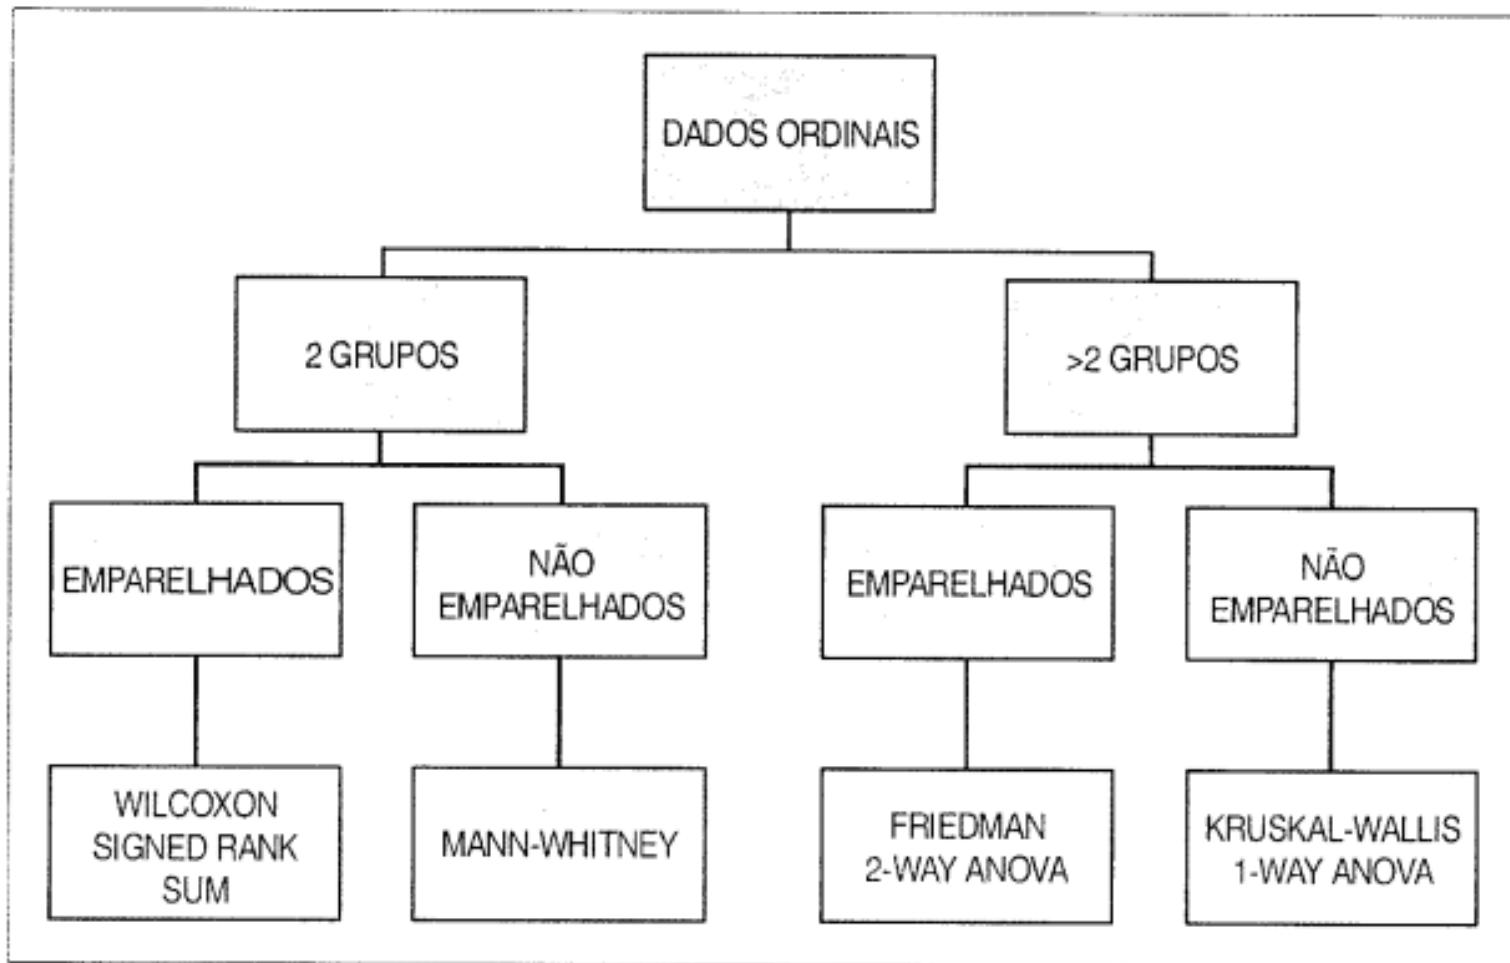 DADOS ORDINAIS
2 GRUPOS
>2 GRUPOS
EMPARELHADOS
NÃO
EMPARELHADOS
EMPARELHADOS
NÃO
EMPARELHADOS
WILCOXON
SIGNED RANK
SUM
MANN-WHITNEY
FRIEDMAN
2-WAY ANOVA
KRUSKAL-WALLIS
1-WAY ANOVA